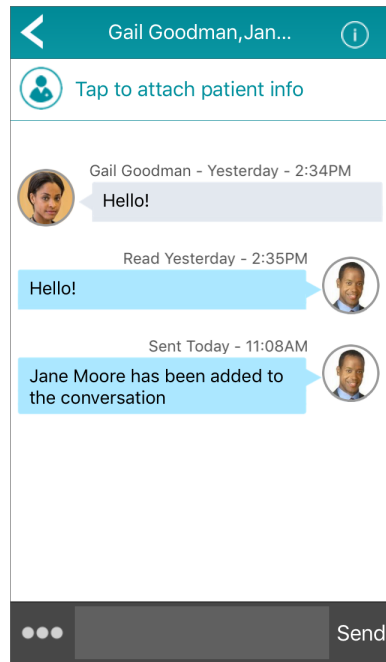 Gail Goodman,Jan...
Tap to attach patient info
Gail Goodman - Yesterday - 2:34PM
Hello!
Read Yesterday - 2:35PM
Hello!
Sent Today - 11:08AM
Jane Moore has been added to
the conversation
Send